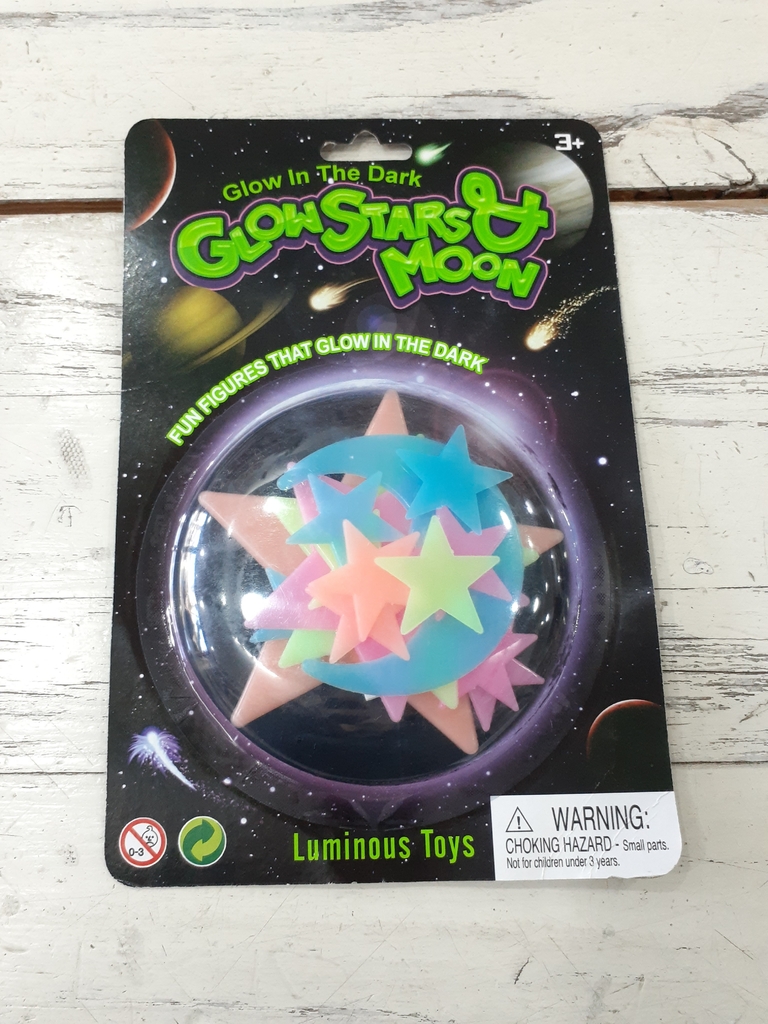 3+
Glow In The Dark
GLOW STARS &
MOON
FUN FIGURES THAT GLOW IN THE DARK
0-3
Luminous Toys
WARNING:
CHOKING HAZARD - Small parts.
Not for children under 3 years.